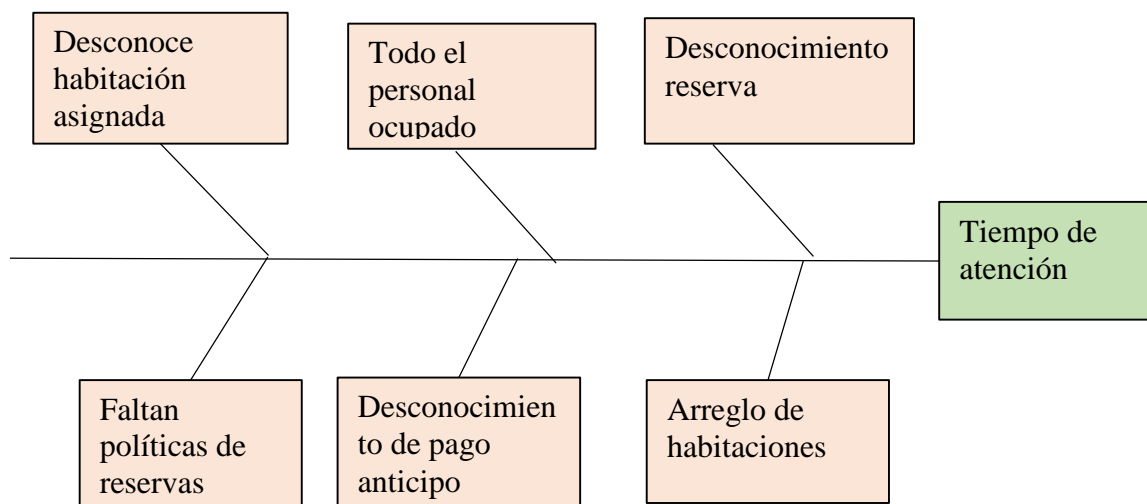 Desconoce
habitación
asignada
Todo el
personal
ocupado
Desconocimiento
reserva
Tiempo de
atención
Faltan
políticas de
reservas
Desconocimien
to de pago
anticipo
Arreglo de
habitaciones